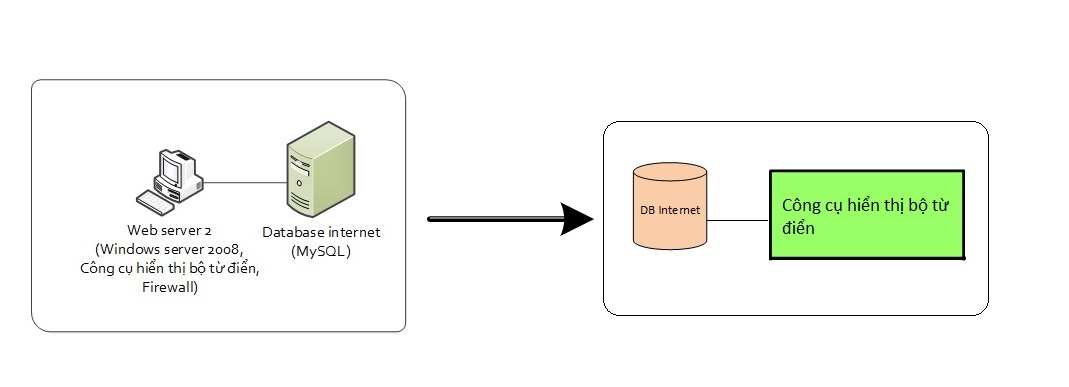 Web server 2
(Windows server 2008,
Công cụ hiển thị bộ từ điển,
Firewall)
Database internet
(MySQL)
DB Internet
Công cụ hiển thị bộ từ
điển